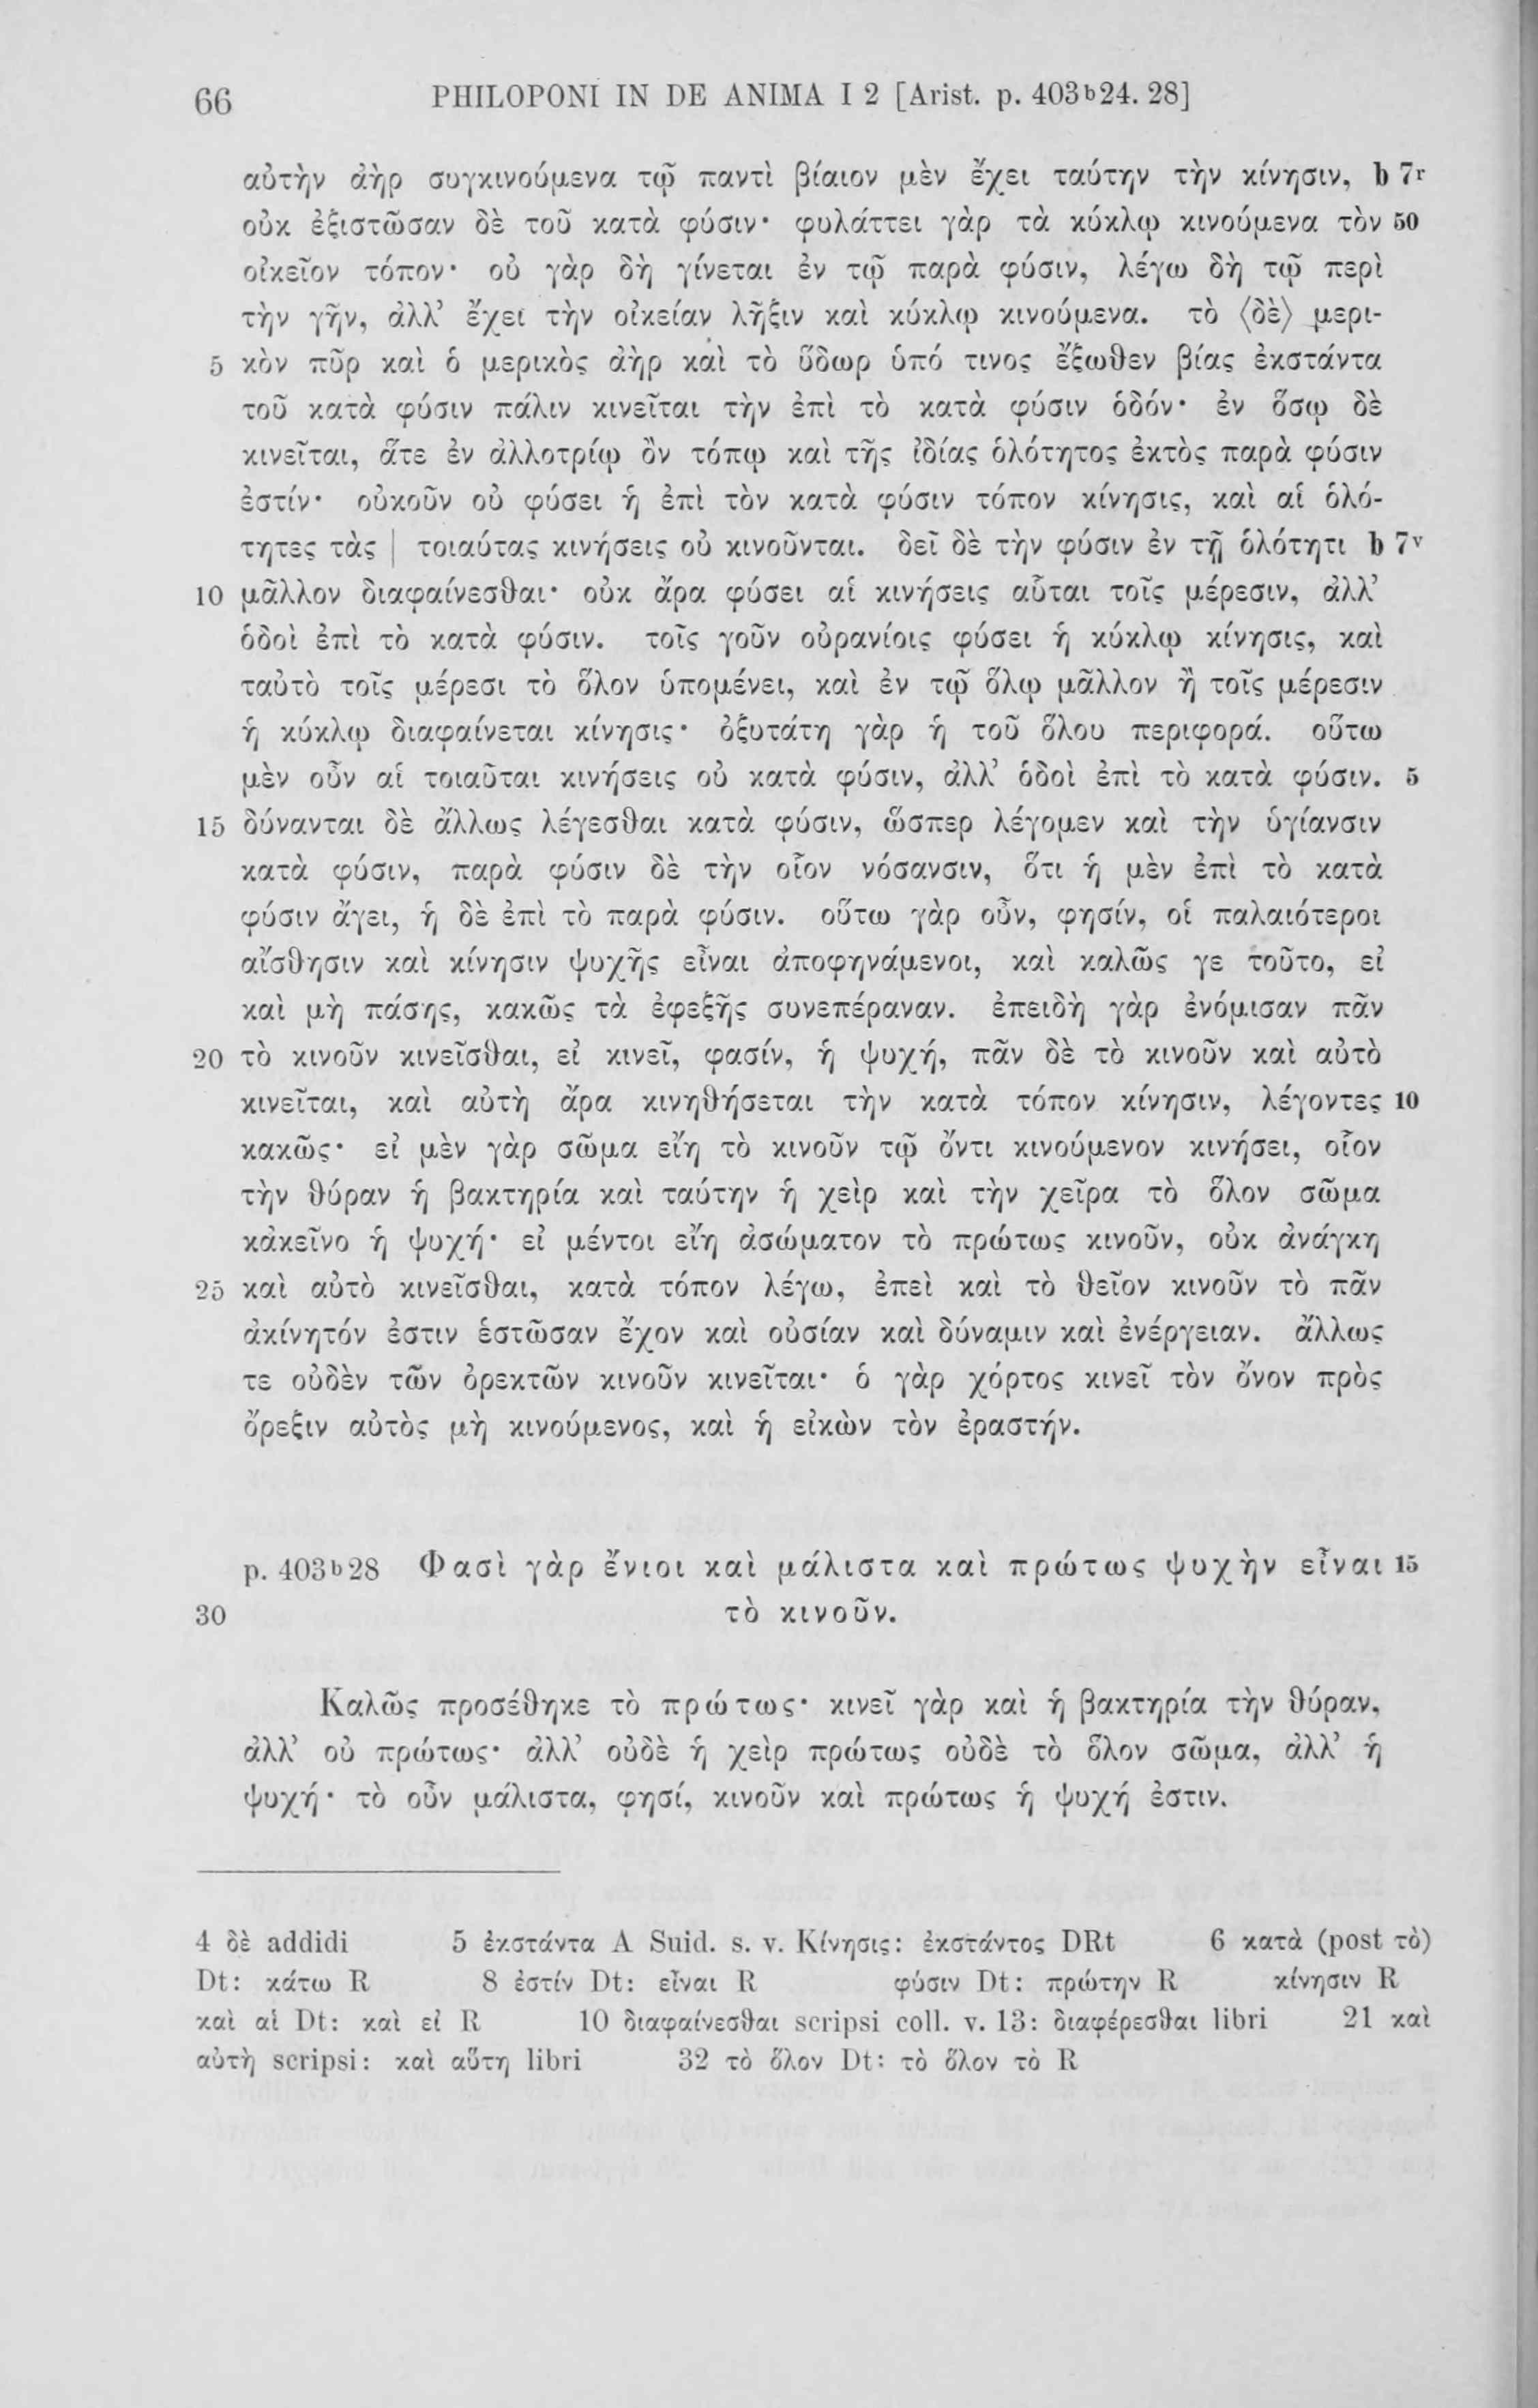 66 PHILOPONI IN DE ANIMA I 2 [Arist. p. 403b24. 28]
αὐτὴν ἀὴρ συγκινούμενα τῷ παντὶ βίαιον μὲν ἔχει ταύτην τὴν κίνησιν, b 7r
οὐκ ἐξιστῶσαν δὲ τοῦ κατὰ φύσιν· φυλάττει γὰρ τὰ κύκλῳ κινούμενα τὸν 50
οἰκεῖον τόπον· οὐ γὰρ δὴ γίνεται ἐν τῷ παρὰ φύσιν, λέγω δὴ τῷ περὶ
τὴν γῆν, ἀλλ’ ἔχει τὴν οἰκείαν λῆξιν καὶ κύκλῳ κινούμενα. τὸ ⟨δὲ⟩ μερι-
5 κὸν πῦρ καὶ ὁ μερικὸς ἀὴρ καὶ τὸ ὕδωρ ὑπό τινος ἔξωθεν βίας ἐκστάντα
τοῦ κατὰ φύσιν πάλιν κινεῖται τὴν ἐπὶ τὸ κατὰ φύσιν ὁδόν· ἐν ὅσῳ δὲ
κινεῖται, ἅτε ἐν ἀλλοτρίῳ ὂν τόπῳ καὶ τῆς ἰδίας ὁλότητος ἐκτὸς παρὰ φύσιν
ἐστίν· οὐκοῦν οὐ φύσει ἡ ἐπὶ τὸν κατὰ φύσιν τόπον κίνησις, καὶ αἱ ὁλό-
τητες τὰς | τοιαύτας κινήσεις οὐ κινοῦνται. δεῖ δὲ τὴν φύσιν ἐν τῇ ὁλότητι b 7v
10 μᾶλλον διαφαίνεσθαι· οὐκ ἄρα φύσει αἱ κινήσεις αὗται τοῖς μέρεσιν, ἀλλ’
ὁδοὶ ἐπὶ τὸ κατὰ φύσιν. τοῖς γοῦν οὐρανίοις φύσει ἡ κύκλῳ κίνησις, καὶ
ταὐτὸ τοῖς μέρεσι τὸ ὅλον ὑπομένει, καὶ ἐν τῷ ὅλῳ μᾶλλον ἢ τοῖς μέρεσιν
ἡ κύκλῳ διαφαίνεται κίνησις· ὀξυτάτη γὰρ ἡ τοῦ ὅλου περιφορά. οὕτω
μὲν οὖν αἱ τοιαῦται κινήσεις οὐ κατὰ φύσιν, ἀλλ’ ὁδοὶ ἐπὶ τὸ κατὰ φύσιν. 5
15 δύνανται δὲ ἄλλως λέγεσθαι κατὰ φύσιν, ὥσπερ λέγομεν καὶ τὴν ὑγίανσιν
κατὰ φύσιν, παρὰ φύσιν δὲ τὴν οἷον νόσανσιν, ὅτι ἡ μὲν ἐπὶ τὸ κατὰ
φύσιν ἄγει, ἡ δὲ ἐπὶ τὸ παρὰ φύσιν. οὕτω γὰρ οὖν, φησίν, οἱ παλαιότεροι
αἴσθησιν καὶ κίνησιν ψυχῆς εἶναι ἀποφηνάμενοι, καὶ καλῶς γε τοῦτο, εἰ
καὶ μὴ πάσης, κακῶς τὰ ἐφεξῆς συνεπέραναν. ἐπειδὴ γὰρ ἐνόμισαν πᾶν
20 τὸ κινοῦν κινεῖσθαι, εἰ κινεῖ, φασίν, ἡ ψυχή, πᾶν δὲ τὸ κινοῦν καὶ αὐτὸ
κινεῖται, καὶ αὐτὴ ἄρα κινηθήσεται τὴν κατὰ τόπον κίνησιν, λέγοντες 10
κακῶς· εἰ μὲν γὰρ σῶμα εἴη τὸ κινοῦν τῷ ὄντι κινούμενον κινήσει, οἷον
τὴν θύραν ἡ βακτηρία καὶ ταύτην ἡ χεὶρ καὶ τὴν χεῖρα τὸ ὅλον σῶμα
κἀκεῖνο ἡ ψυχή· εἰ μέντοι εἴη ἀσώματον τὸ πρώτως κινοῦν, οὐκ ἀνάγκη
25 καὶ αὐτὸ κινεῖσθαι, κατὰ τόπον λέγω, ἐπεὶ καὶ τὸ θεῖον κινοῦν τὸ πᾶν
ἀκίνητόν ἐστιν ἑστῶσαν ἔχον καὶ οὐσίαν καὶ δύναμιν καὶ ἐνέργειαν. ἄλλως
τε οὐδὲν τῶν ὀρεκτῶν κινοῦν κινεῖται· ὁ γὰρ χόρτος κινεῖ τὸν ὄνον πρὸς
ὄρεξιν αὐτὸς μὴ κινούμενος, καὶ ἡ εἰκὼν τὸν ἐραστήν.
p. 403b28 Φασὶ γὰρ ἔνιοι καὶ μάλιστα καὶ πρώτως ψυχὴν εἶναι 15
30 τὸ κινοῦν.
Καλῶς προσέθηκε τὸ πρώτως· κινεῖ γὰρ καὶ ἡ βακτηρία τὴν θύραν,
ἀλλ’ οὐ πρώτως· ἀλλ’ οὐδὲ ἡ χεὶρ πρώτως οὐδὲ τὸ ὅλον σῶμα, ἀλλ’ ἡ
ψυχή· τὸ οὖν μάλιστα, φησί, κινοῦν καὶ πρώτως ἡ ψυχή ἐστιν.
4 δὲ addidi 5 ἐκστάντα A Suid. s. v. Κίνησις: ἐκστάντος DRt 6 κατὰ (post τὸ)
Dt: κάτω R 8 ἐστίν Dt: εἶναι R φύσιν Dt: πρώτην R κίνησιν R
καὶ αἱ Dt: καὶ εἰ R 10 διαφαίνεσθαι scripsi coll. v. 13: διαφέρεσθαι libri 21 καὶ
αὐτὴ scripsi: καὶ αὕτη libri 32 τὸ ὅλον Dt: τὸ ὅλον τὸ R